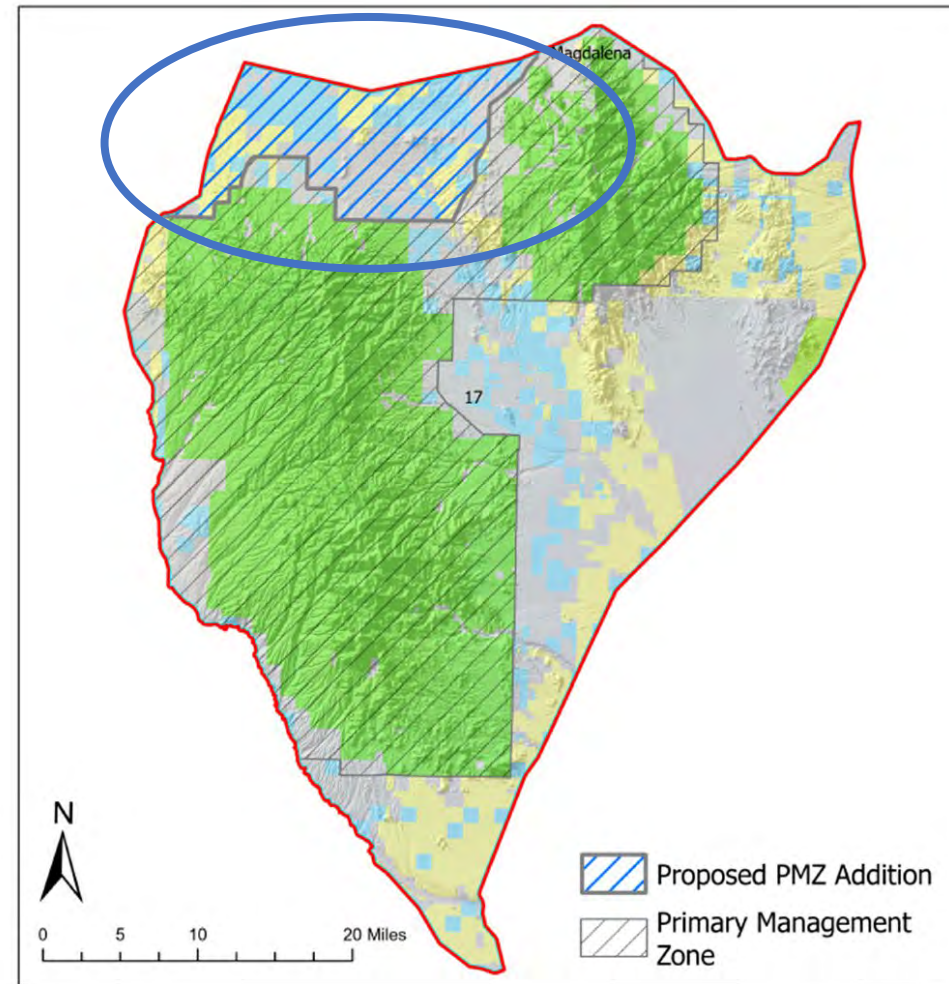 Magdalena
17
N
0 5 10 20 Miles
Proposed PMZ Addition
Primary Management
Zone